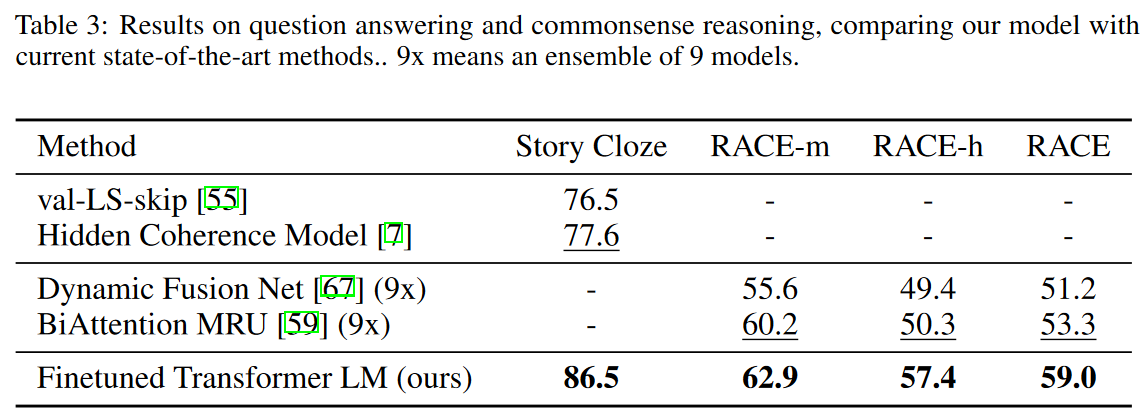 Table 3: Results on question answering and commonsense reasoning, comparing our model with
current state-of-the-art methods.. 9x means an ensemble of 9 models.
Method Story Cloze RACE-m RACE-h RACE
val-LS-skip [55] 76.5 - - -
Hidden Coherence Model [7] 77.6 - - -
Dynamic Fusion Net [67] (9x) - 55.6 49.4 51.2
BiAttention MRU [59] (9x) - 60.2 50.3 53.3
Finetuned Transformer LM (ours) 86.5 62.9 57.4 59.0